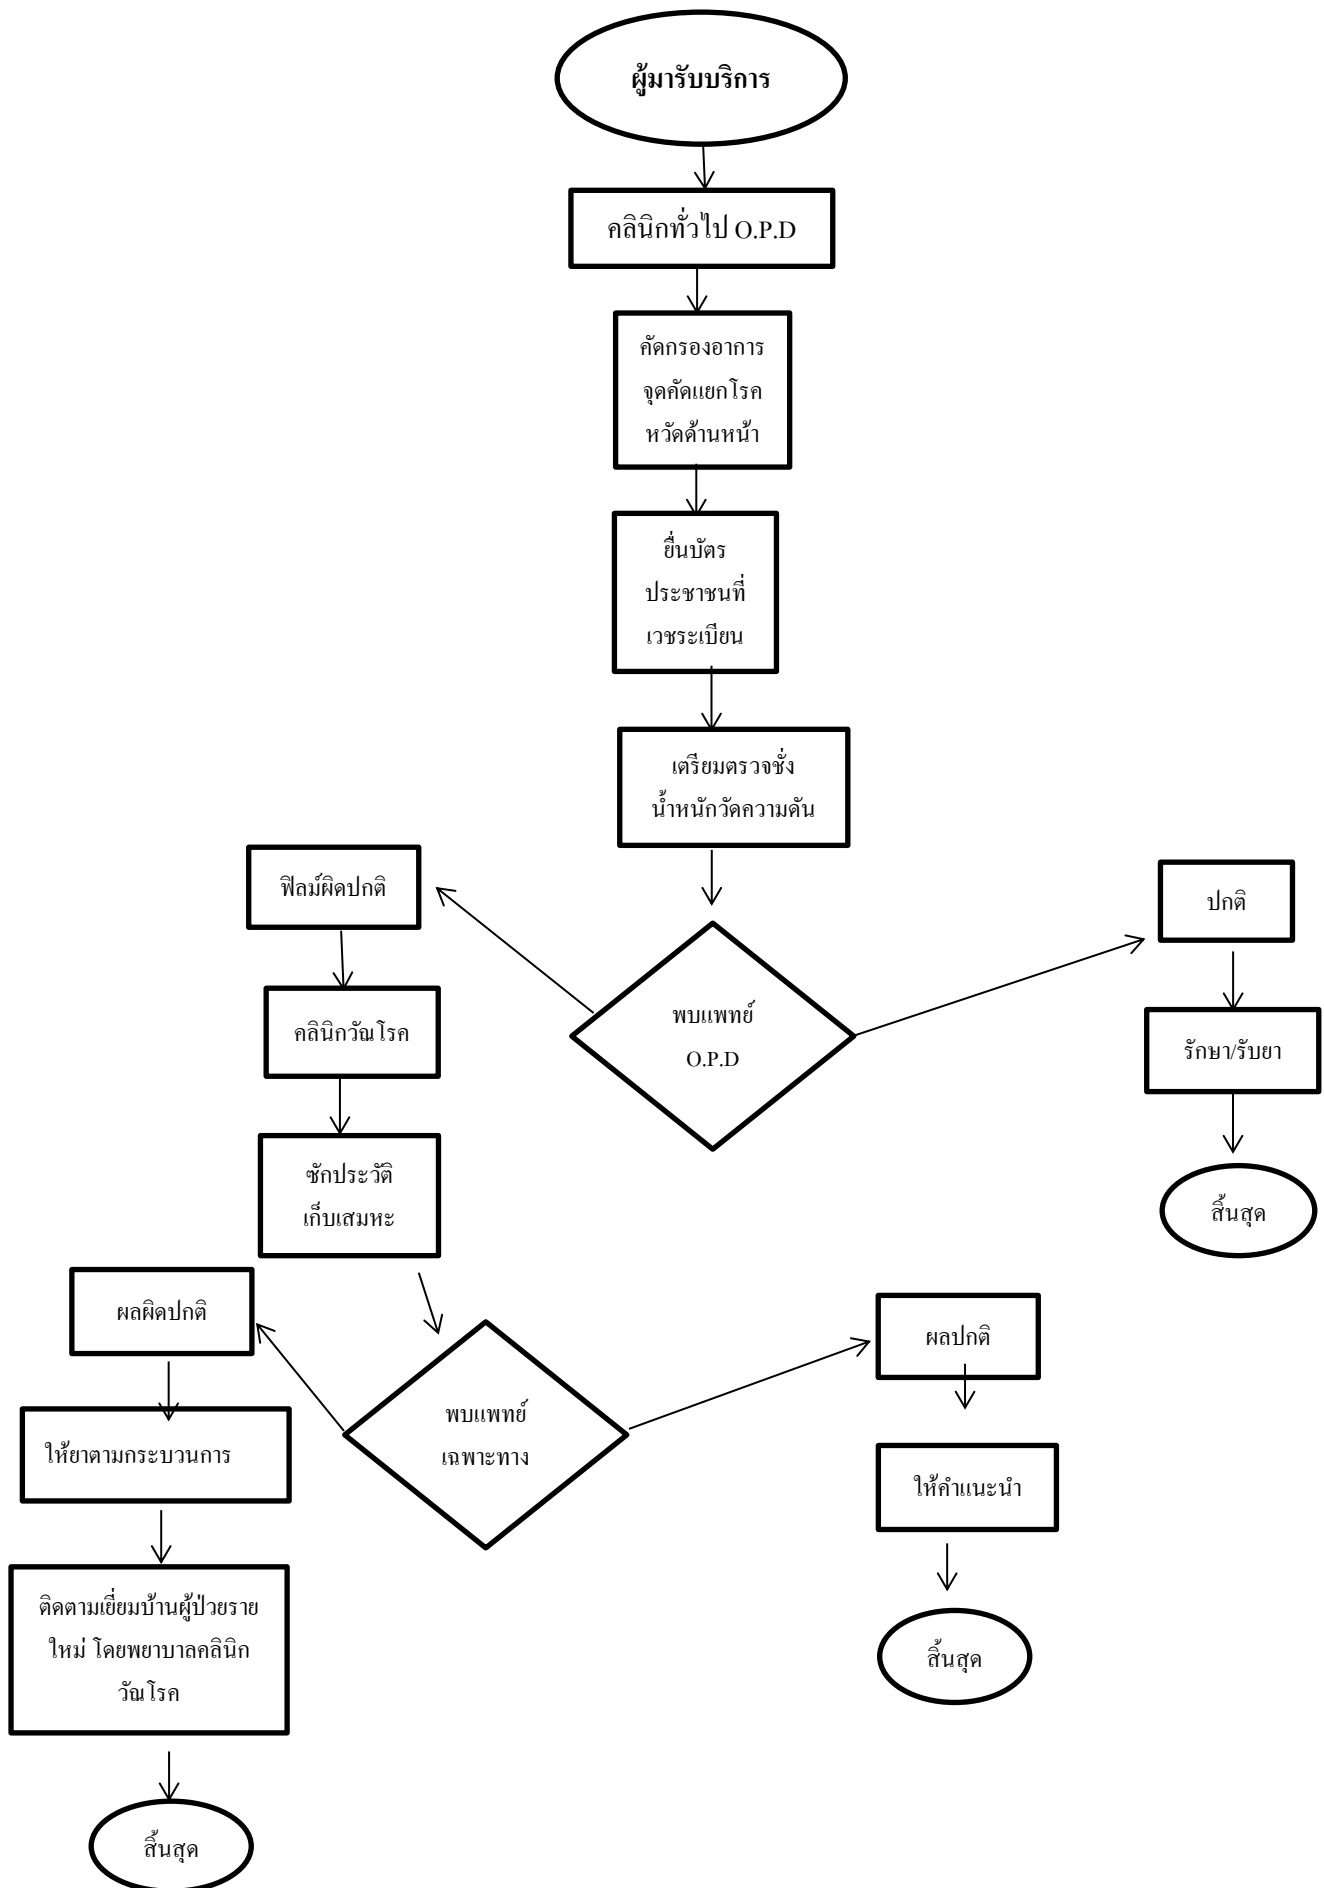 ผู้มารับบริการ
คลินิกทั่วไป O.P.D
คัดกรองอาการ
จุดคัดแยกโรค
หวัดด้านหน้า
ยื่นบัตร
ประชาชนที่
เวชระเบียน
เตรียมตรวจชั่ง
น้ำหนักวัดความดัน
ฟิลม์ผิดปกติ
ปกติ
พบแพทย์
O.P.D
คลินิกวัณโรค
รักษา/รับยา
ซักประวัติ
เก็บเสมหะ
สิ้นสุด
ผลผิดปกติ
ผลปกติ
พบแพทย์
เฉพาะทาง
ให้ยาตามกระบวนการ
ให้คำแนะนำ
ติดตามเยี่ยมบ้านผู้ป่วยราย
ใหม่ โดยพยาบาลคลินิก
วัณโรค
สิ้นสุด
สิ้นสุด